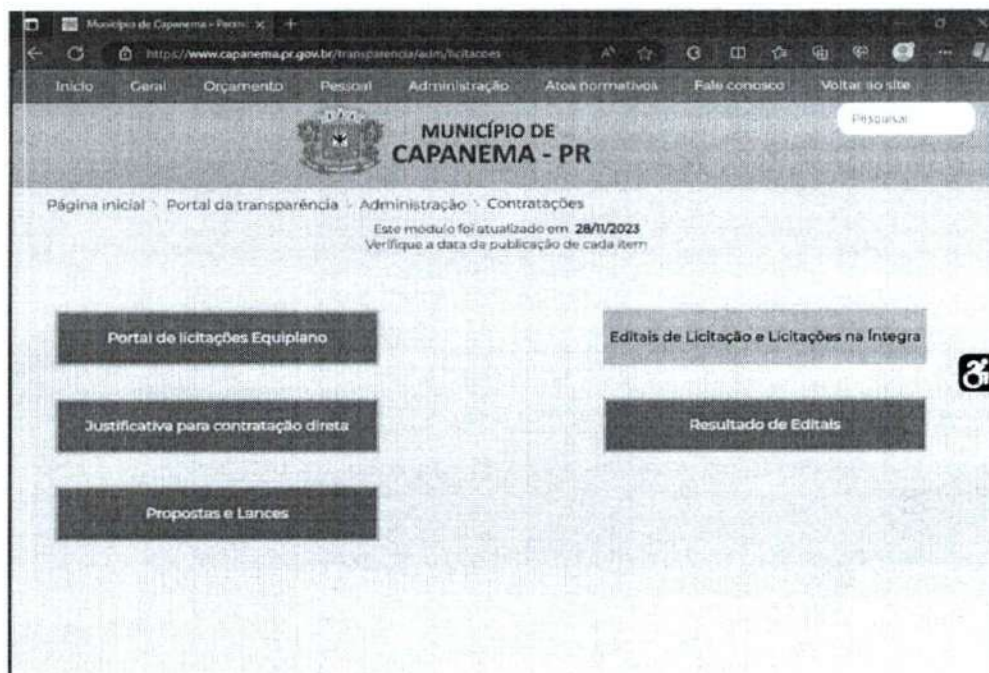 Município de Capanema - Paran
https://www.capanema.pr.gov.br/transparencia/adm/licitacoes
Início Geral Orçamento Pessoal Administração Atos normativos Fale conosco Voltar ao site
Pesquisar
MUNICÍPIO DE
CAPANEMA - PR
Página inicial > Portal da transparência > Administração > Contratações
Este módulo foi atualizado em 28/11/2023
Verifique a data da publicação de cada item
Portal de licitações Equiplano
Editais de Licitação e Licitações na Íntegra
Justificativa para contratação direta
Resultado de Editais
Propostas e Lances